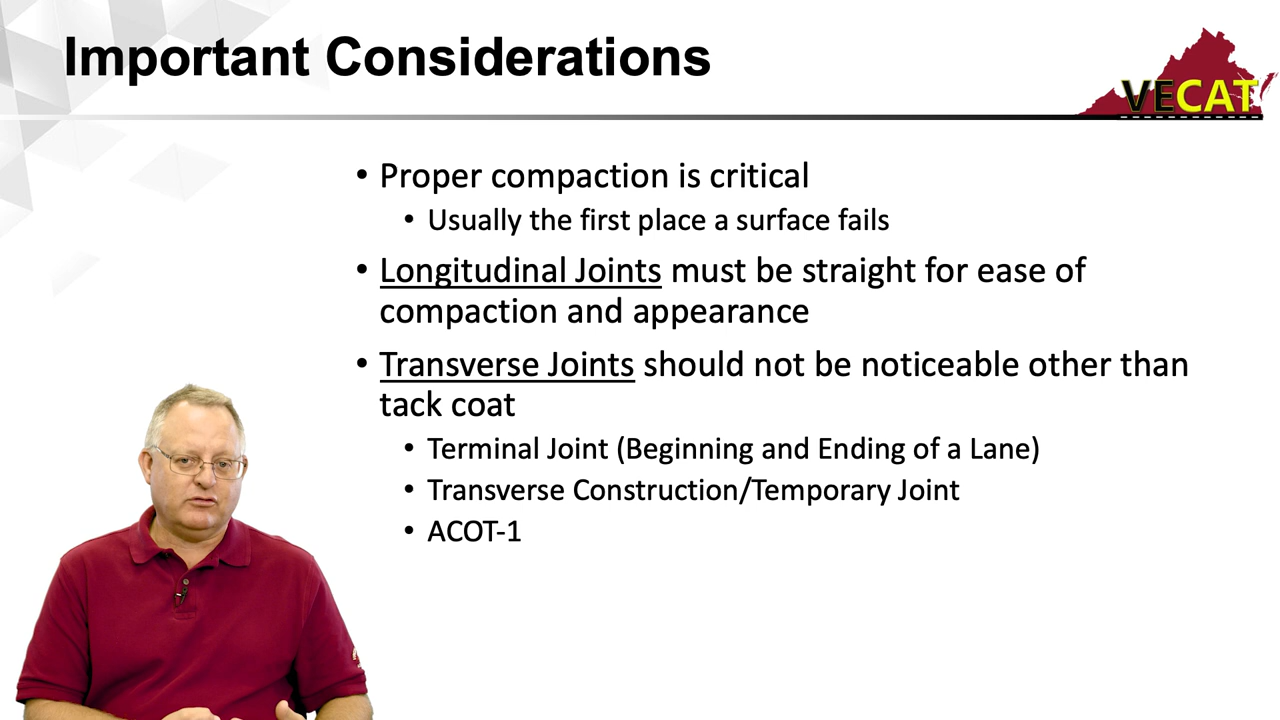 Important Considerations
VECAT
• Proper compaction is critical
• Usually the first place a surface fails
• Longitudinal Joints must be straight for ease of
compaction and appearance
• Transverse Joints should not be noticeable other than
tack coat
• Terminal Joint (Beginning and Ending of a Lane)
• Transverse Construction/Temporary Joint
• ACOT-1